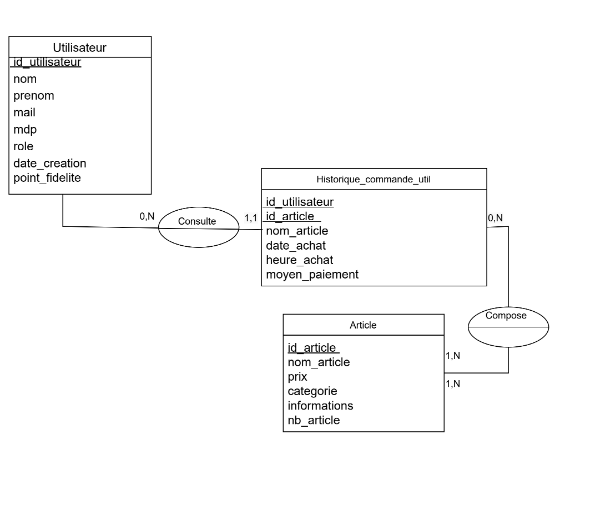 Utilisateur
id_utilisateur
nom
prenom
mail
mdp
role
date_creation
point_fidelite
0,N
Consulte
1,1
Historique_commande_util
id_utilisateur
id_article
nom_article
date_achat
heure_achat
moyen_paiement
0,N
Compose
1,N
1,N
Article
id_article
nom_article
prix
categorie
informations
nb_article